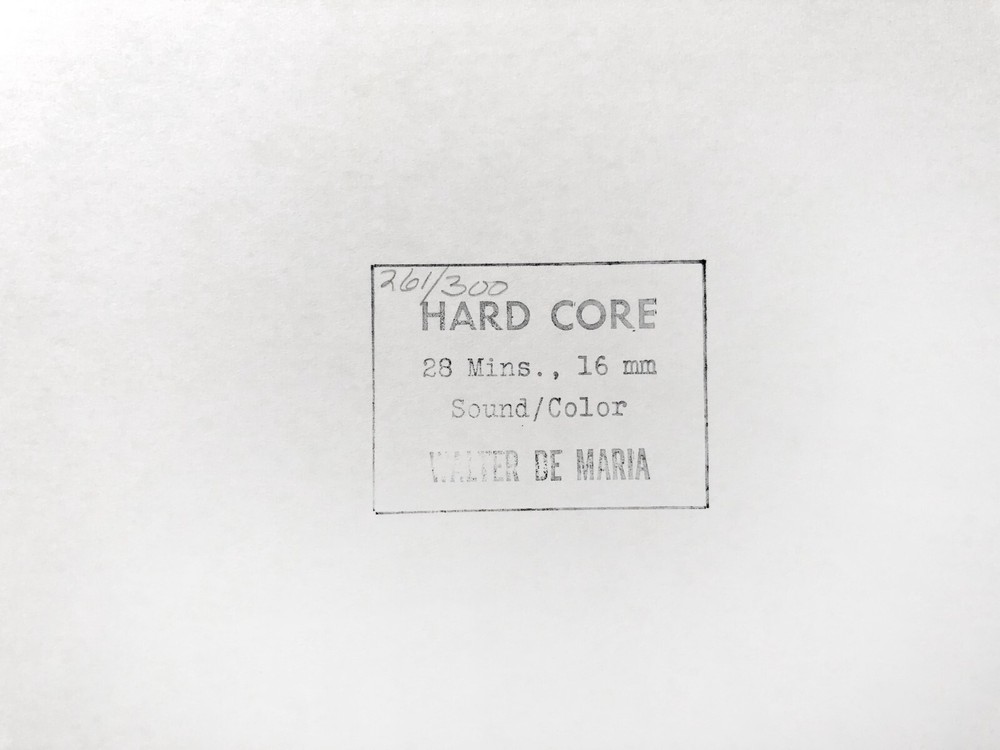 261/300
HARD CORE
28 Mins., 16 mm
Sound/Color
WALTER DE MARIA